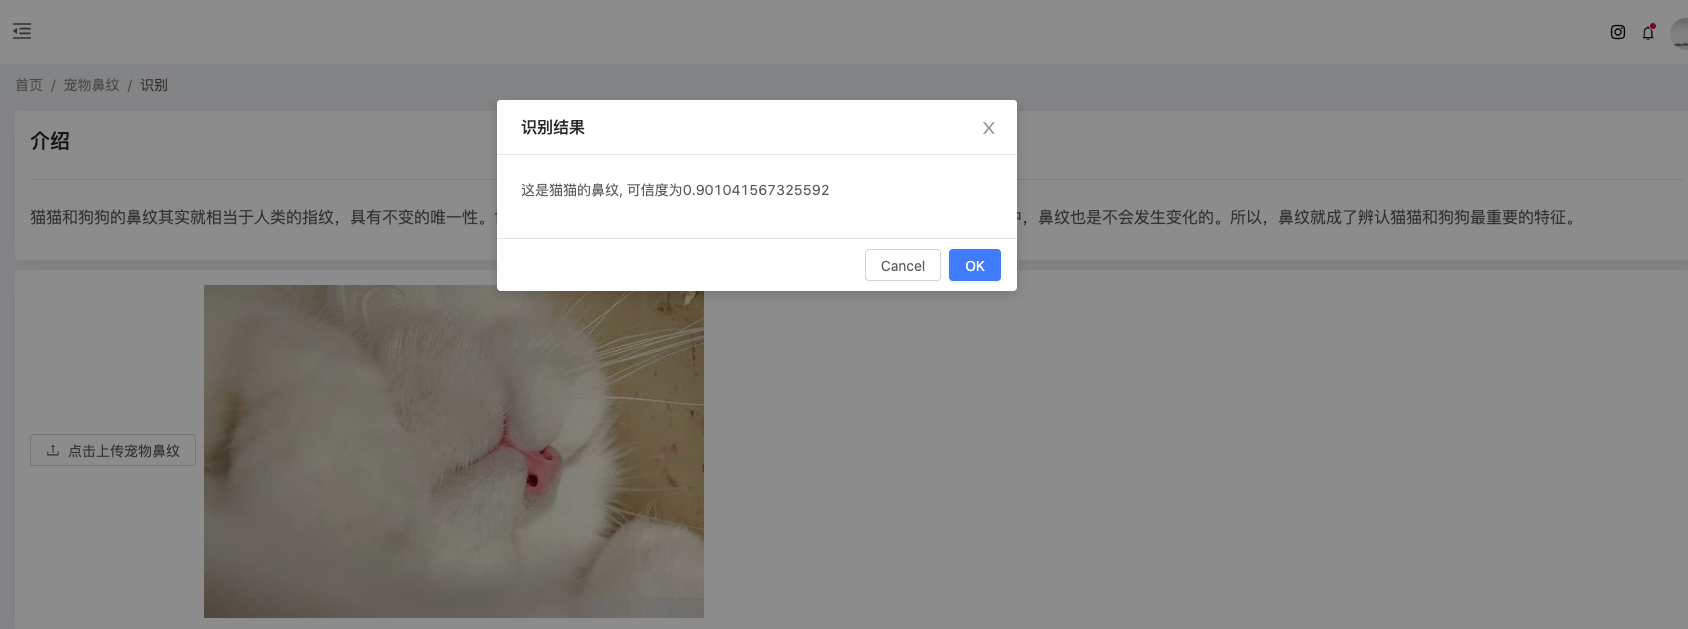 首页 / 宠物鼻纹 / 识别
介绍
猫猫和狗狗的鼻纹其实就相当于人类的指纹，具有不变的唯一性。
，鼻纹也是不会发生变化的。所以，鼻纹就成了辨认猫猫和狗狗最重要的特征。
识别结果
这是猫猫的鼻纹, 可信度为0.901041567325592
Cancel
OK
点击上传宠物鼻纹